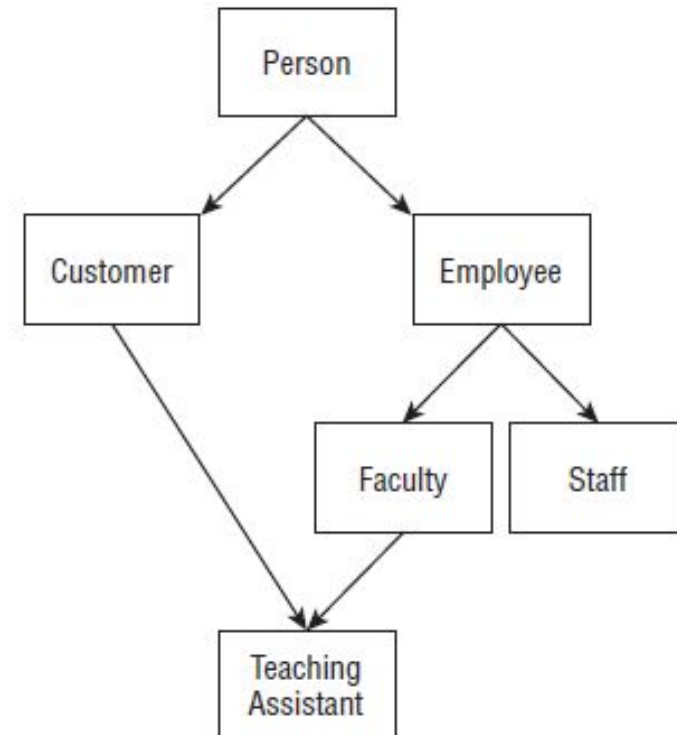 Person
Customer
Employee
Faculty
Staff
Teaching
Assistant